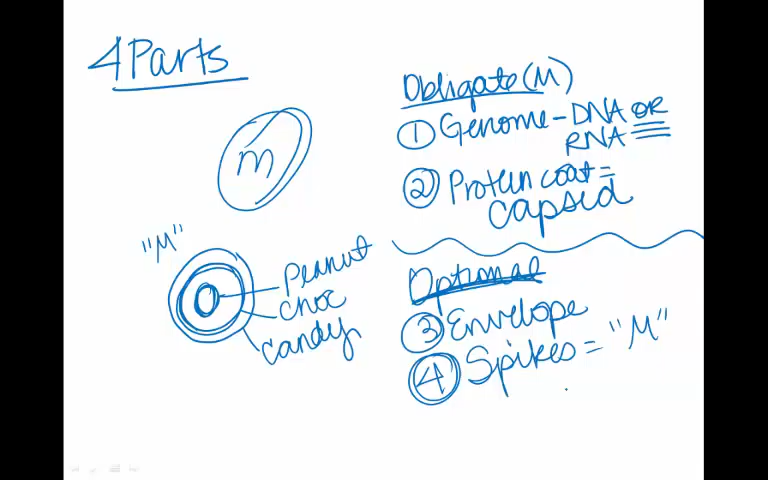 4 Parts
m
"M"
Peanut
choc
candy
Obligate (M)
① Genome - DNA OR
RNA
② Protein coat =
capsid
Optional
③ Envelope
④ Spikes = "M"